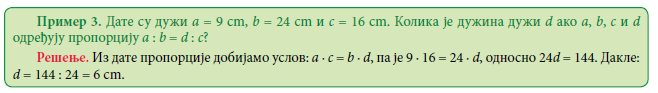 Пример 3. Дате су дужи a = 9 cm, b = 24 cm и c = 16 cm. Колика је дужина дужи d ако a, b, c и d
одређују пропорцију a : b = d : c?
Решење. Из дате пропорције добијамо услов: a · c = b · d, па је 9 · 16 = 24 · d, односно 24d = 144. Дакле:
d = 144 : 24 = 6 cm.